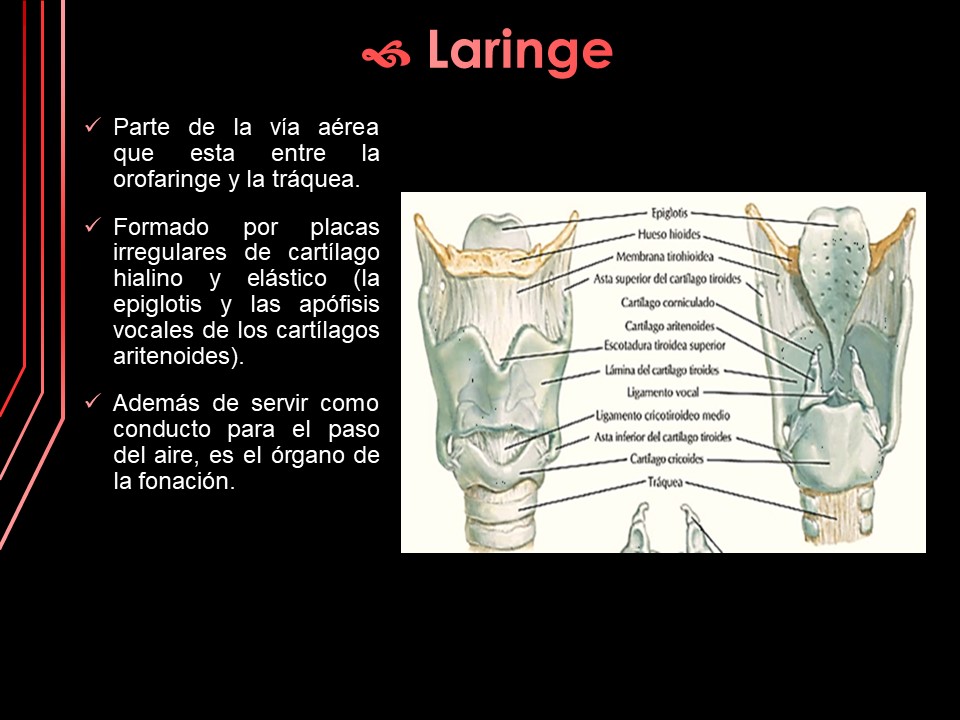 Laringe
Parte de la vía aérea
que esta entre la
orofaringe y la tráquea.
Formado por placas
irregulares de cartílago
hialino y elástico (la
epiglotis y las apófisis
vocales de los cartílagos
aritenoides).
Además de servir como
conducto para el paso
del aire, es el órgano de
la fonación.
Epiglotis
Hueso hioides
Membrana tirohioidea
Asta superior del cartílago tiroides
Cartílago corniculado
Cartílago aritenoides
Escotadura tiroidea superior
Lámina del cartílago tiroides
Ligamento vocal
Ligamento cricotiroideo medio
Asta inferior del cartílago tiroides
Cartílago cricoides
Tráquea